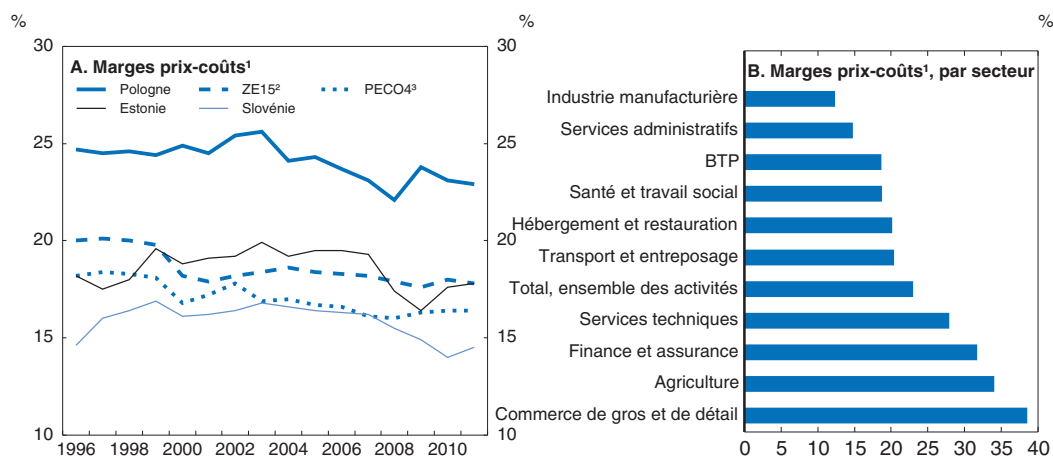 %
30
25
20
15
10
A. Marges prix-coûts¹
Pologne ZE15² PECO4³
Estonie Slovénie
1996 1998 2000 2002 2004 2006 2008 2010
%
30
25
20
15
10
%
B. Marges prix-coûts¹, par secteur
Industrie manufacturière
Services administratifs
BTP
Santé et travail social
Hébergement et restauration
Transport et entreposage
Total, ensemble des activités
Services techniques
Finance et assurance
Agriculture
Commerce de gros et de détail
0 5 10 15 20 25 30 35 40